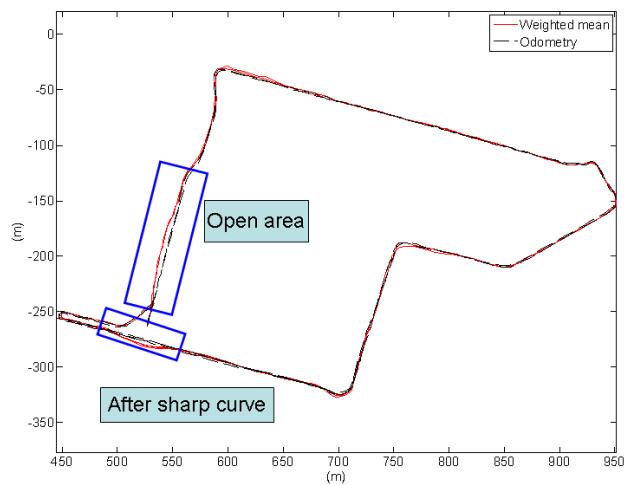 Weighted mean
Odometry
0
-50
-100
-150
-200
-250
-300
-350
(m)
Open area
After sharp curve
450 500 550 600 650 700 750 800 850 900 950
(m)